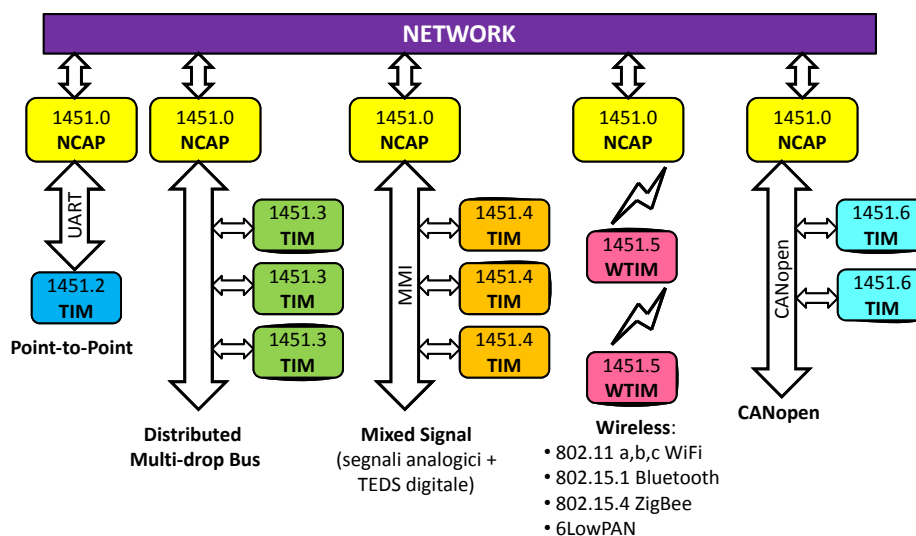 NETWORK
1451.0
NCAP
1451.0
NCAP
1451.0
NCAP
1451.0
NCAP
1451.0
NCAP
UART
1451.2
TIM
Point-to-Point
1451.3
TIM
1451.3
TIM
1451.3
TIM
Distributed
Multi-drop Bus
MMI
1451.4
TIM
1451.4
TIM
1451.4
TIM
Mixed Signal
(segnali analogici +
TEDS digitale)
1451.5
WTIM
1451.5
WTIM
Wireless:
• 802.11 a,b,c WiFi
• 802.15.1 Bluetooth
• 802.15.4 ZigBee
• 6LowPAN
CANopen
1451.6
TIM
1451.6
TIM
CANopen